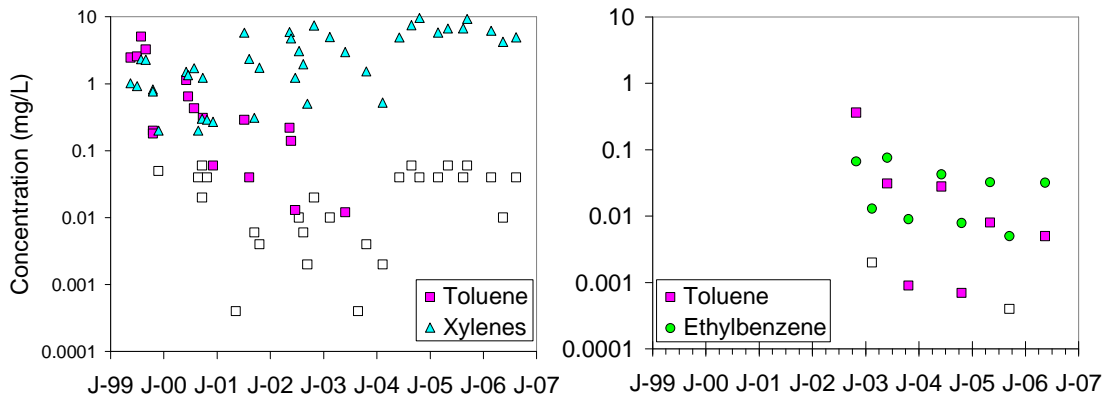 Concentration (mg/L)
10
1
0.1
0.01
0.001
0.0001
Toluene
Xylenes
J-99 J-00 J-01 J-02 J-03 J-04 J-05 J-06 J-07
10
1
0.1
0.01
0.001
0.0001
Toluene
Ethylbenzene
J-99 J-00 J-01 J-02 J-03 J-04 J-05 J-06 J-07